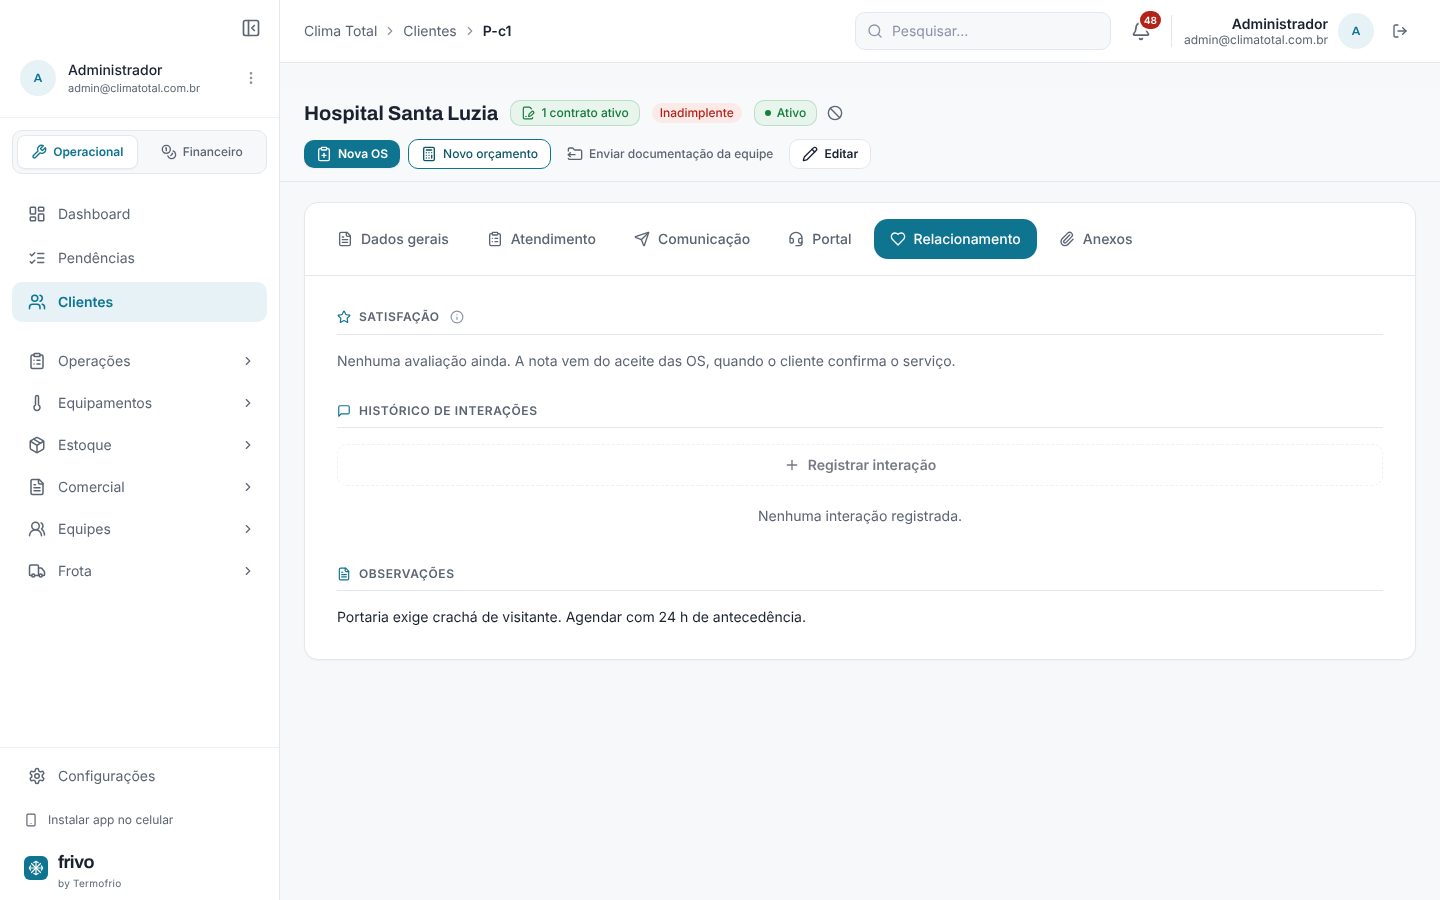 Administrador
admin@climatotal.com.br
Operacional
Financeiro
Dashboard
Pendências
Clientes
Operações
Equipamentos
Estoque
Comercial
Equipes
Frota
Configurações
Instalar app no celular
frivo
by Termofrio
Clima Total > Clientes > P-c1
Pesquisar...
48
Administrador
admin@climatotal.com.br
A
Hospital Santa Luzia
1 contrato ativo
Inadimplente
Ativo
Nova OS
Novo orçamento
Enviar documentação da equipe
Editar
Dados gerais
Atendimento
Comunicação
Portal
Relacionamento
Anexos
SATISFAÇÃO
Nenhuma avaliação ainda. A nota vem do aceite das OS, quando o cliente confirma o serviço.
HISTÓRICO DE INTERAÇÕES
+ Registrar interação
Nenhuma interação registrada.
OBSERVAÇÕES
Portaria exige crachá de visitante. Agendar com 24 h de antecedência.